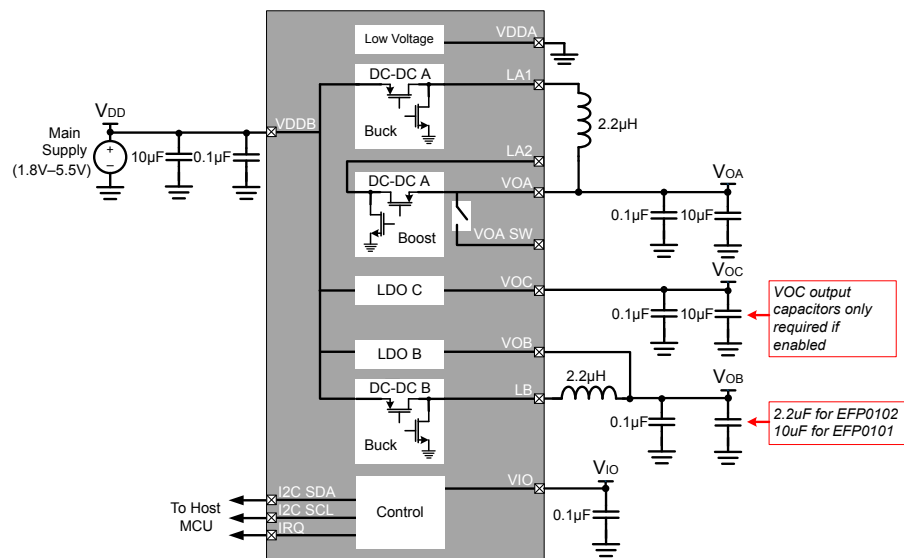 Low Voltage
VDDA
DC-DC A
LA1
Buck
2.2µH
VDD
VDDB
Main
Supply
(1.8V–5.5V)
+
–
10µF
0.1µF
LA2
DC-DC A
VOA
Boost
VOA SW
VOA
0.1µF
10µF
LDO C
VOC
VOC
0.1µF
10µF
VOC output
capacitors only
required if
enabled
LDO B
VOB
DC-DC B
LB
Buck
2.2µH
VOB
0.1µF
2.2uF for EFP0102
10uF for EFP0101
VIO
VIO
0.1µF
Control
I2C SDA
I2C SCL
IRQ
To Host
MCU